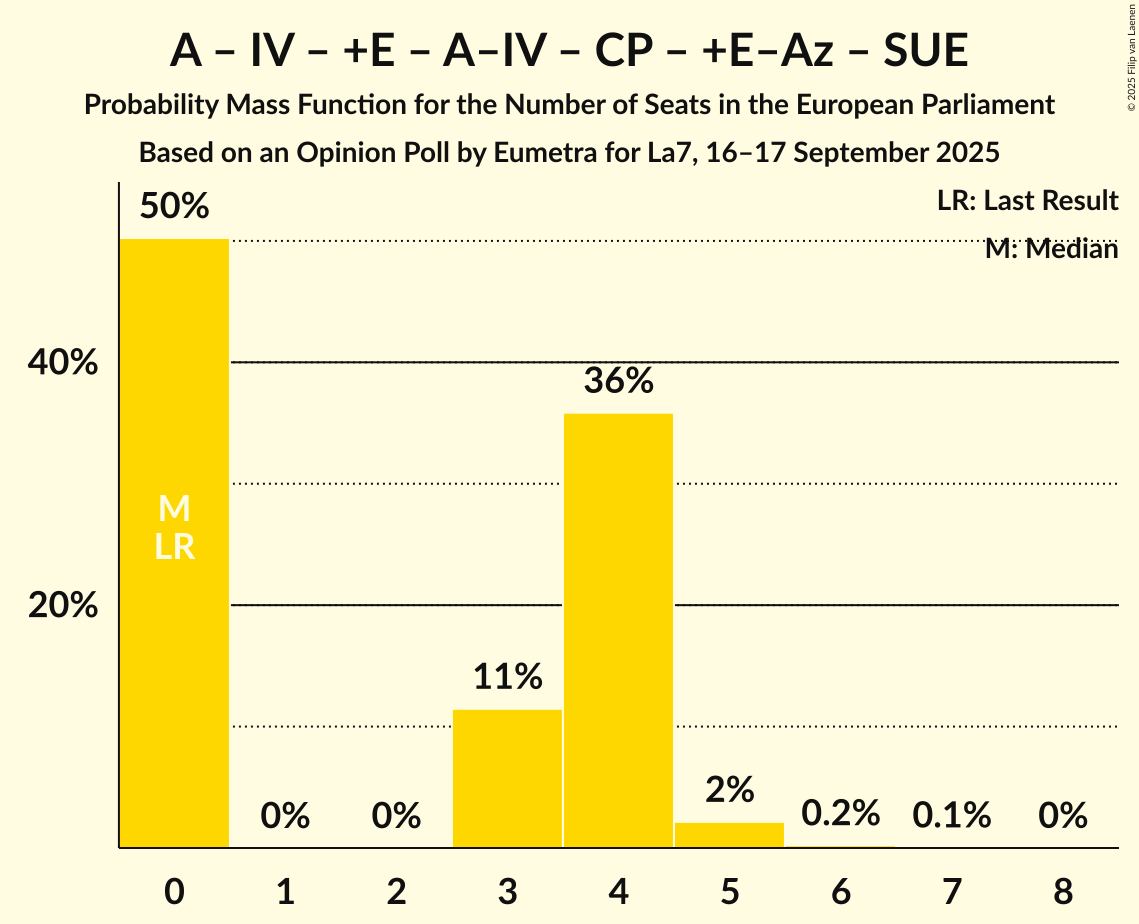 A – IV – +E – A–IV – CP – +E–Az – SUE
Probability Mass Function for the Number of Seats in the European Parliament
Based on an Opinion Poll by Eumetra for La7, 16–17 September 2025
© 2025 Filip van Laenen
LR: Last Result
M: Median
50%
40%
36%
M
LR
20%
11%
2%
0%
0%
0.2%
0.1%
0%
0
1
2
3
4
5
6
7
8